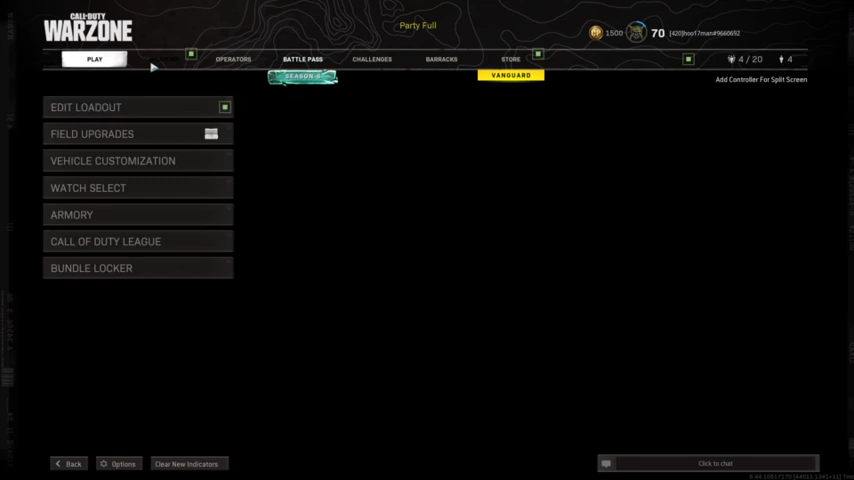 CALL OF DUTY
WARZONE
Party Full
CP 1500 70 [420]hoo17man#9660692
PLAY OPERATORS BATTLE PASS CHALLENGES BARRACKS STORE 4 / 20 4
SEASON 6 VANGUARD
Add Controller For Split Screen
EDIT LOADOUT
FIELD UPGRADES
VEHICLE CUSTOMIZATION
WATCH SELECT
ARMORY
CALL OF DUTY LEAGUE
BUNDLE LOCKER
Back Options Clear New Indicators Click to chat